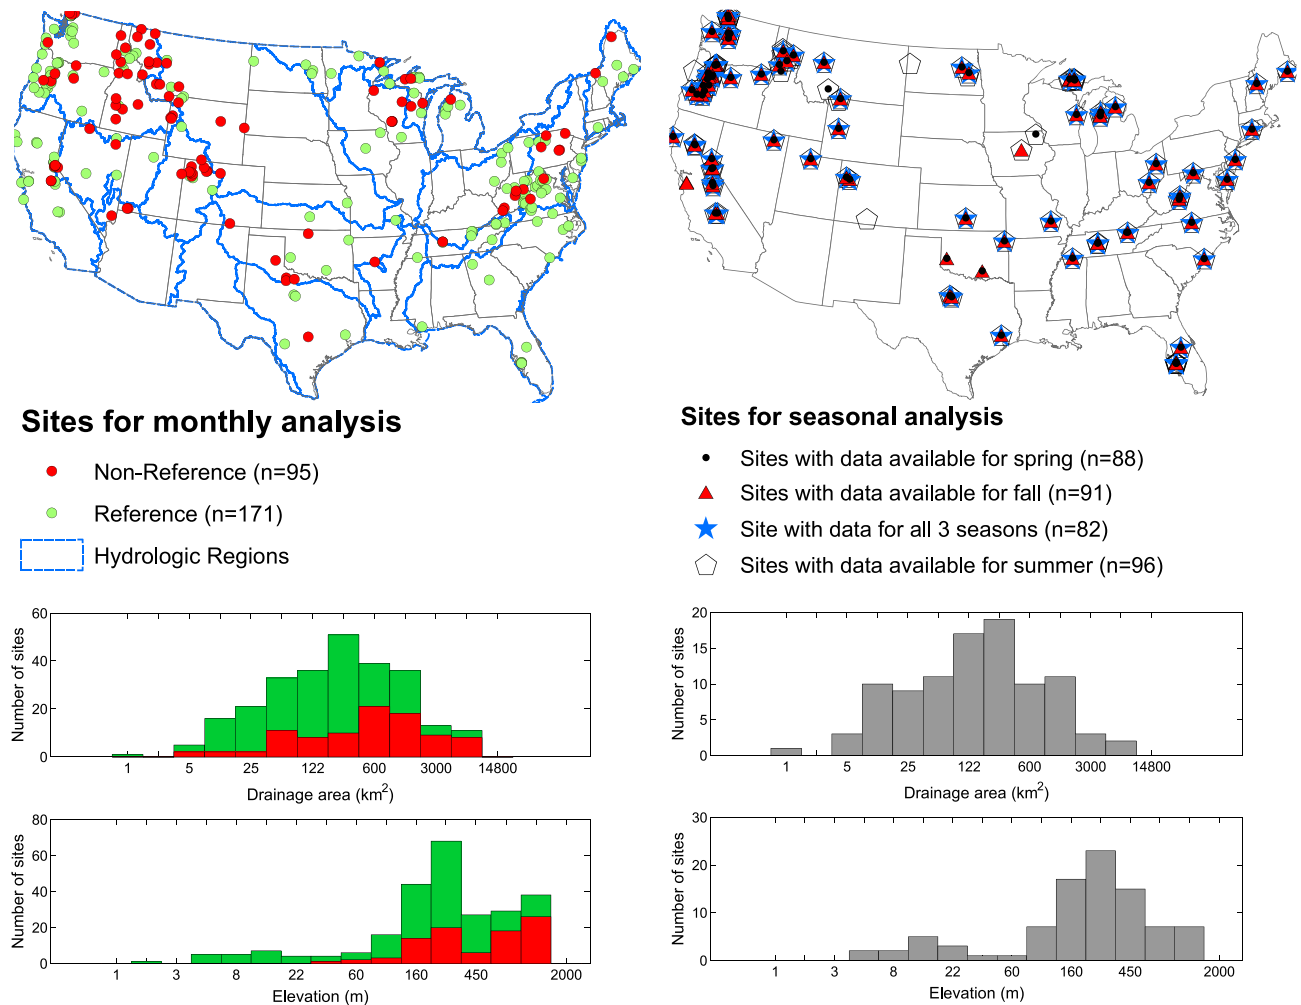 Sites for monthly analysis
Non-Reference (n=95)
Reference (n=171)
Hydrologic Regions
Sites for seasonal analysis
Sites with data available for spring (n=88)
Sites with data available for fall (n=91)
Site with data for all 3 seasons (n=82)
Sites with data available for summer (n=96)
Number of sites
60
40
20
0
1 5 25 122 600 3000 14800
Drainage area (km²)
Number of sites
20
15
10
5
0
1 5 25 122 600 3000 14800
Drainage area (km²)
Number of sites
80
60
40
20
0
1 3 8 22 60 160 450 2000
Elevation (m)
Number of sites
30
20
10
0
1 3 8 22 60 160 450 2000
Elevation (m)